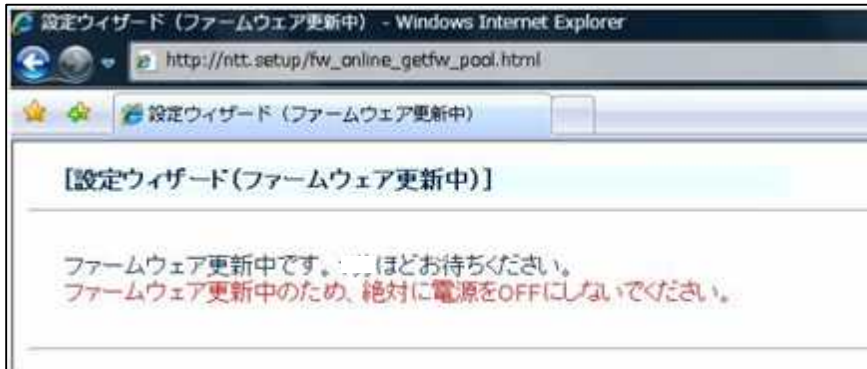 設定ウィザード (ファームウェア更新中) - Windows Internet Explorer
http://ntt.setup/fw_online_getfw_pool.html
設定ウィザード (ファームウェア更新中)
[設定ウィザード(ファームウェア更新中)]
ファームウェア更新中です。 ほどお待ちください。
ファームウェア更新中のため、絶対に電源をOFFにしないでください。